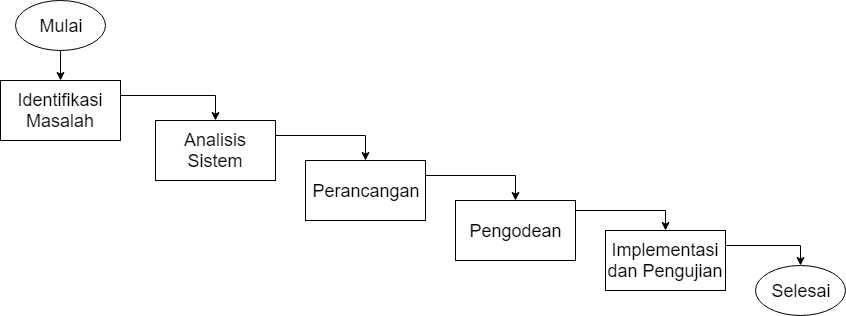 Mulai
Identifikasi
Masalah
Analisis
Sistem
Perancangan
Pengodean
Implementasi
dan Pengujian
Selesai